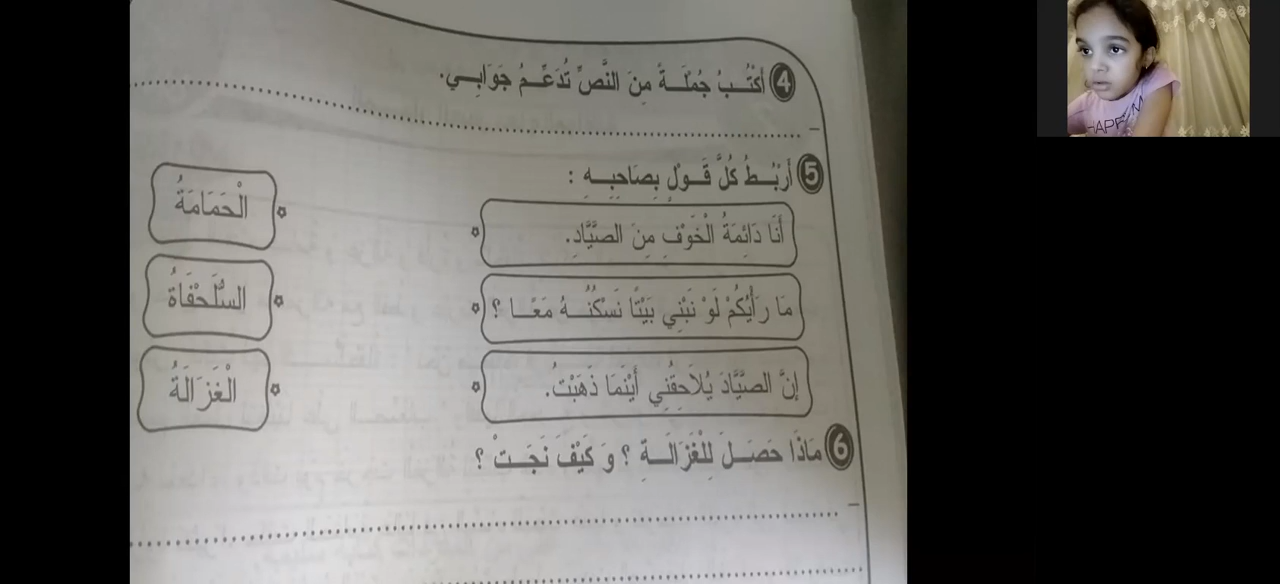 4 أَكْتُبُ جُمْلَةً مِنَ النَّصِّ تُدَعِّمُ جَوَابِي.
5 أَرْبِطُ كُلَّ قَوْلٍ بِصَاحِبِهِ :
أَنَا دَائِمَةُ الْخَوْفِ مِنَ الصَّيَّادِ.
الْحَمَامَةُ
مَا رَأْيُكُمْ لَوْ نَبْنِي بَيْتًا نَسْكُنُهُ مَعًا ؟
السُّلَحْفَاةُ
إِنَّ الصَّيَّادَ يُلَاحِقُنِي أَيْنَمَا ذَهَبْتُ.
الْغَزَالَةُ
6 مَاذَا حَصَلَ لِلْغَزَالَةِ ؟ وَ كَيْفَ نَجَتْ ؟